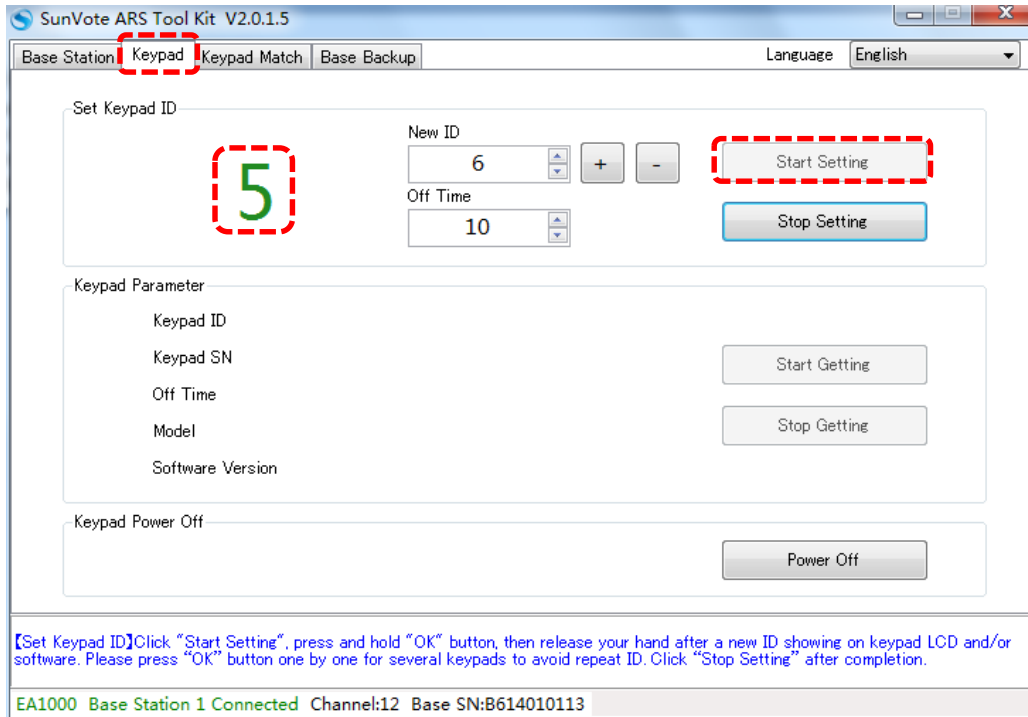 SunVote ARS Tool Kit V2.0.1.5
Base Station Keypad Keypad Match Base Backup Language English
Set Keypad ID
New ID
5 6 + - Start Setting
Off Time
10 Stop Setting
Keypad Parameter
Keypad ID
Keypad SN Start Getting
Off Time
Model Stop Getting
Software Version
Keypad Power Off
Power Off
【Set Keypad ID】Click “Start Setting”, press and hold “OK” button, then release your hand after a new ID showing on keypad LCD and/or
software. Please press “OK” button one by one for several keypads to avoid repeat ID. Click “Stop Setting” after completion.
EA1000 Base Station 1 Connected Channel:12 Base SN:B614010113